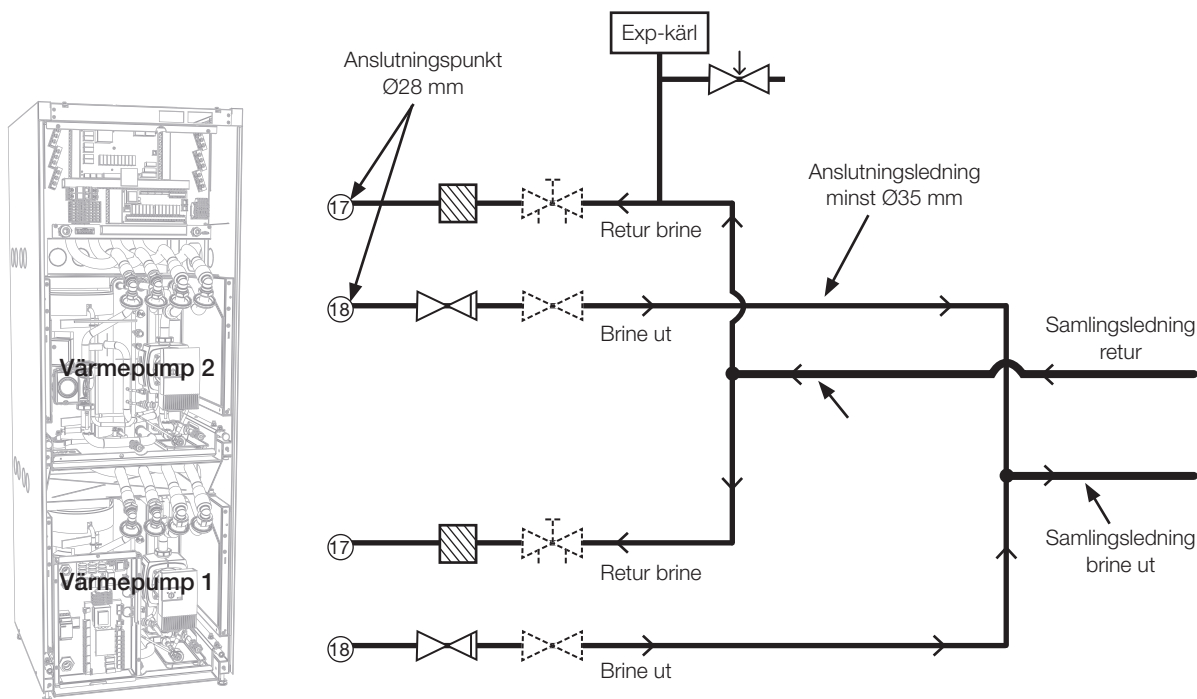 Exp-kärl
Anslutningspunkt
Ø28 mm
Anslutningsledning
minst Ø35 mm
17
Retur brine
18
Brine ut
Samlingsledning
retur
Värmepump 2
17
Retur brine
Samlingsledning
brine ut
Värmepump 1
18
Brine ut